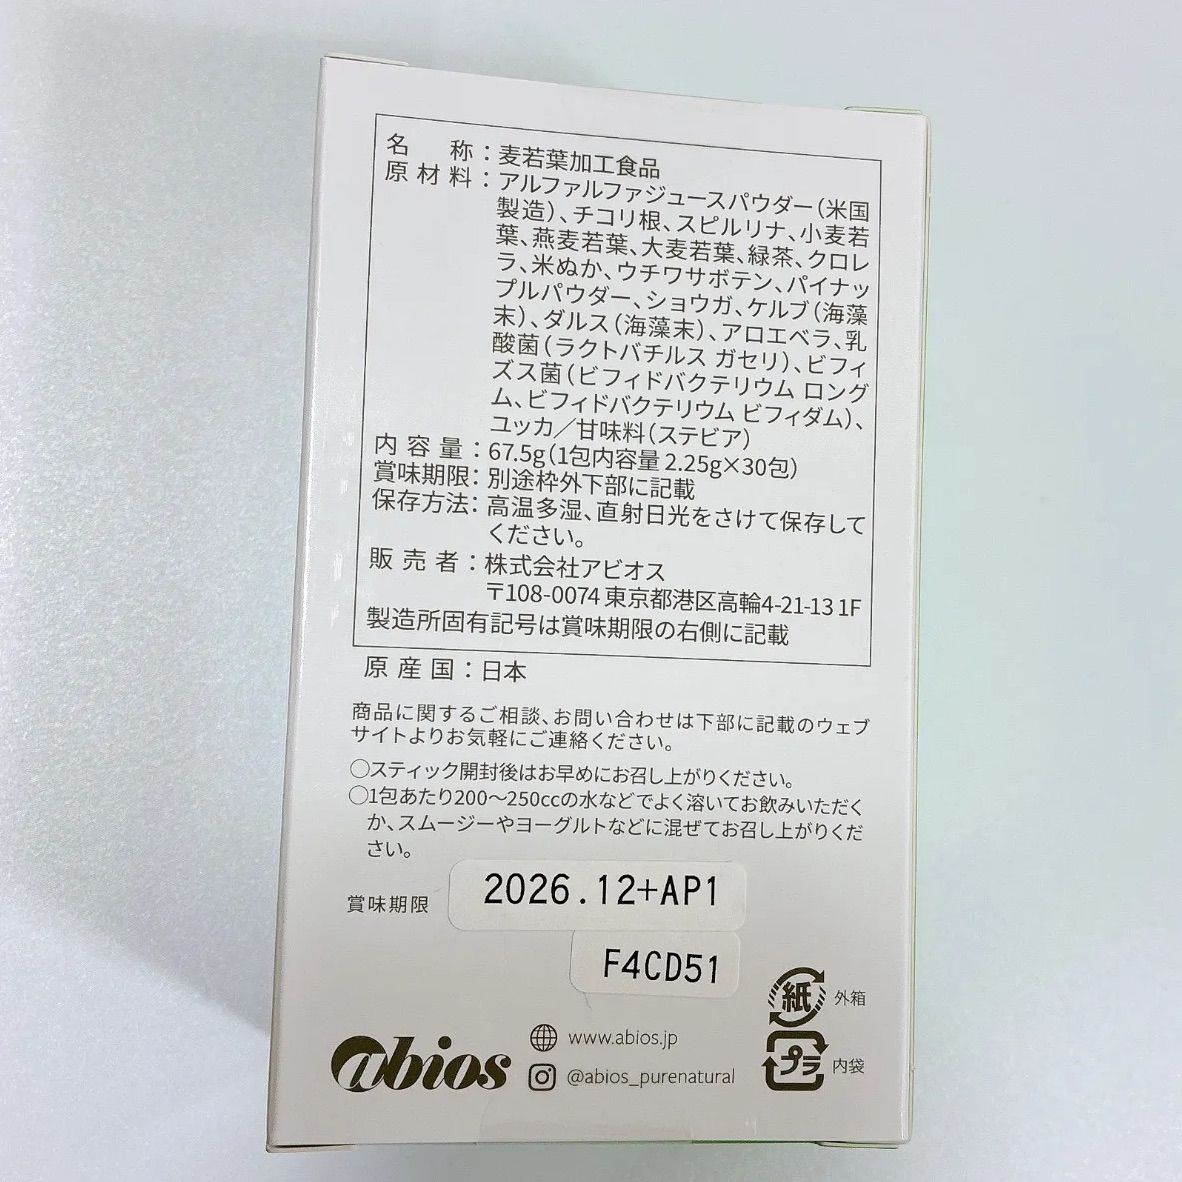 名称：麦若葉加工食品
原材料：アルファルファジュースパウダー（米国
製造）、チコリ根、スピルリナ、小麦若
葉、燕麦若葉、大麦若葉、緑茶、クロレ
ラ、米ぬか、ウチワサボテン、パイナッ
プルパウダー、ショウガ、ケルプ（海藻
末）、ダルス（海藻末）、アロエベラ、乳
酸菌（ラクトバチルス ガセリ）、ビフィ
ズス菌（ビフィドバクテリウム ロング
ム、ビフィドバクテリウム ビフィダム）、
ユッカ／甘味料（ステビア）
内容量：67.5g（1包内容量 2.25g×30包）
賞味期限：別途枠外下部に記載
保存方法：高温多湿、直射日光をさけて保存して
ください。
販売者：株式会社アビオス
〒108-0074 東京都港区高輪4-21-13 1F
製造所固有記号は賞味期限の右側に記載
原産国：日本
商品に関するご相談、お問い合わせは下部に記載のウェブ
サイトよりお気軽にご連絡ください。
○スティック開封後はお早めにお召し上がりください。
○1包あたり200〜250ccの水などでよく溶いてお飲みいただく
か、スムージーやヨーグルトなどに混ぜてお召し上がりくだ
さい。
賞味期限 2026.12+AP1
F4CD51
紙 外箱
プラ 内袋
abios
www.abios.jp
@abios_purenatural